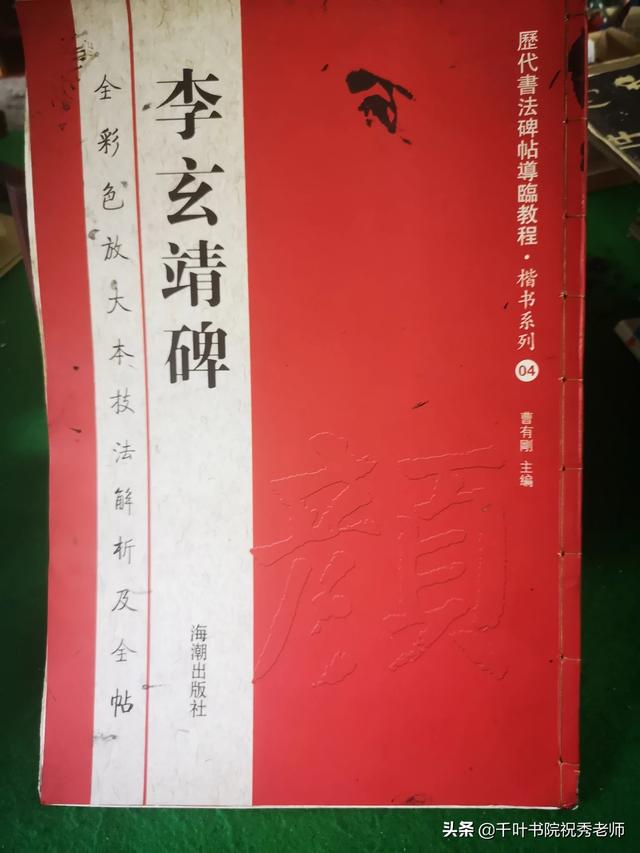 歷代書法碑帖導臨教程·楷书系列 04
曹有剛 主编
顏
李玄靖碑
海潮出版社
全彩色放大本技法解析及全帖
头条 @千叶书院祝秀老师